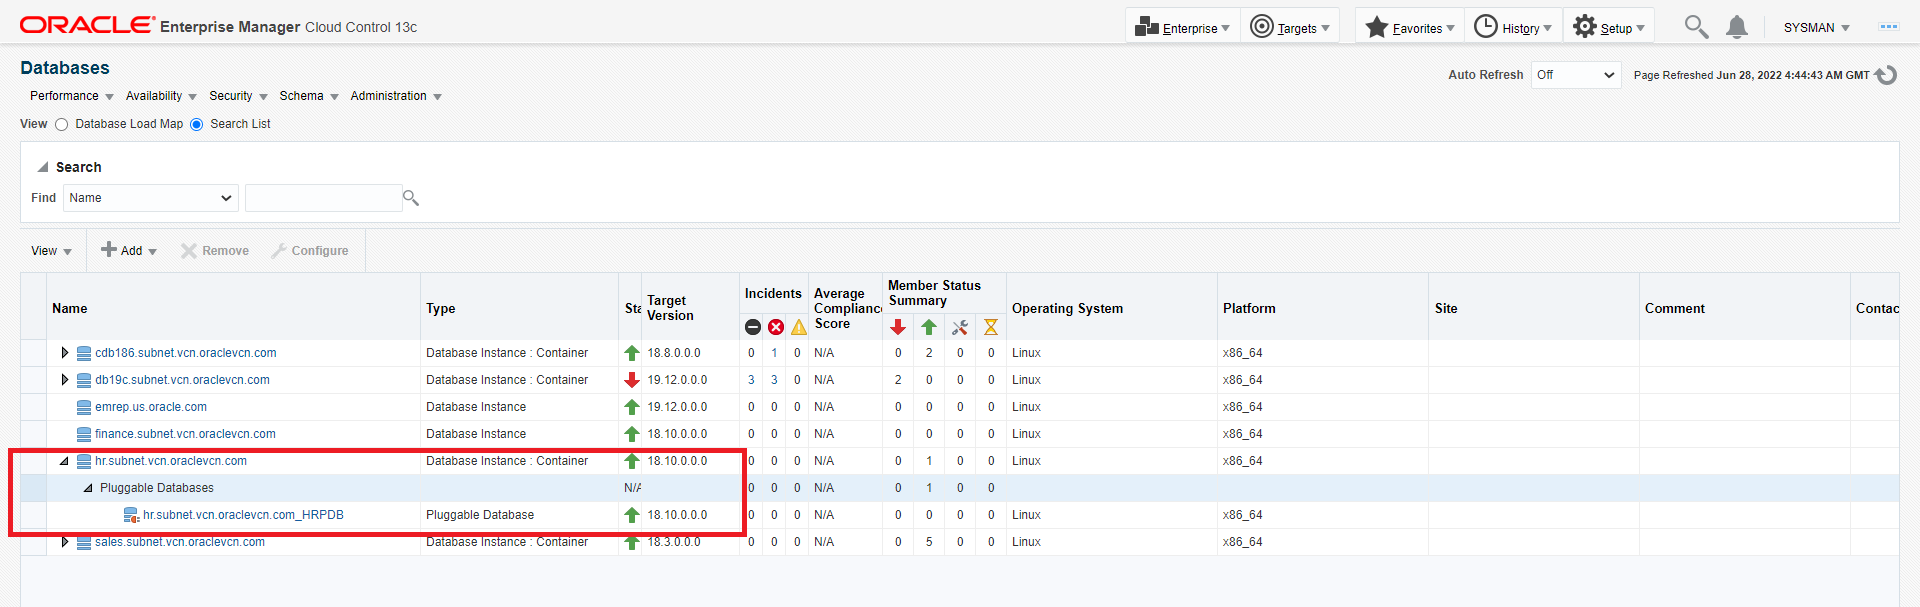 ORACLE Enterprise Manager Cloud Control 13c
Enterprise Targets Favorites History Setup SYSMAN
Databases
Auto Refresh Off Page Refreshed Jun 28, 2022 4:44:43 AM GMT
Performance Availability Security Schema Administration
View Database Load Map Search List
Search
Find Name
View Add Remove Configure
Name Type Sta Target Version Incidents Average Compliance Score Member Status Summary Operating System Platform Site Comment Contac
cdb186.subnet.vcn.oraclevcn.com Database Instance : Container 18.8.0.0.0 0 1 0 N/A 0 2 0 0 Linux x86_64
db19c.subnet.vcn.oraclevcn.com Database Instance : Container 19.12.0.0.0 3 3 0 N/A 2 0 0 0 Linux x86_64
emrep.us.oracle.com Database Instance 19.12.0.0.0 0 0 0 N/A 0 0 0 0 Linux x86_64
finance.subnet.vcn.oraclevcn.com Database Instance 18.10.0.0.0 0 0 0 N/A 0 0 0 0 Linux x86_64
hr.subnet.vcn.oraclevcn.com Database Instance : Container 18.10.0.0.0 0 0 0 N/A 0 1 0 0 Linux x86_64
Pluggable Databases N/A 0 0 0 N/A 0 1 0 0
hr.subnet.vcn.oraclevcn.com_HRPDB Pluggable Database 18.10.0.0.0 0 0 0 N/A 0 0 0 0 Linux x86_64
sales.subnet.vcn.oraclevcn.com Database Instance : Container 18.3.0.0.0 0 0 0 N/A 0 5 0 0 Linux x86_64